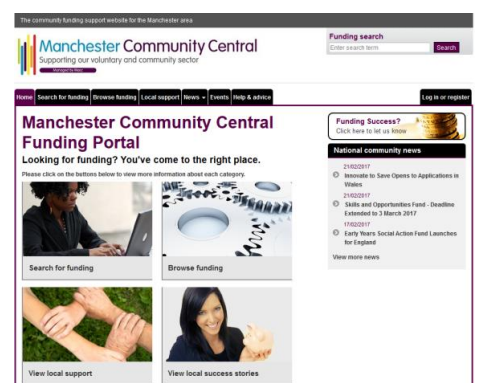 The community funding support website for the Manchester area
Manchester Community Central
Supporting our voluntary and community sector
Managed by Macc
Funding search
Enter search term
Search
Home
Search for funding
Browse funding
Local support
News
Events
Help & advice
Log in or register
Manchester Community Central
Funding Portal
Looking for funding? You've come to the right place.
Please click on the buttons below to view more information about each category.
Search for funding
Browse funding
View local support
View local success stories
Funding Success?
Click here to let us know
National community news
21/02/2017
Innovate to Save Opens to Applications in
Wales
21/02/2017
Skills and Opportunities Fund - Deadline
Extended to 3 March 2017
17/02/2017
Early Years Social Action Fund Launches
for England
View more news